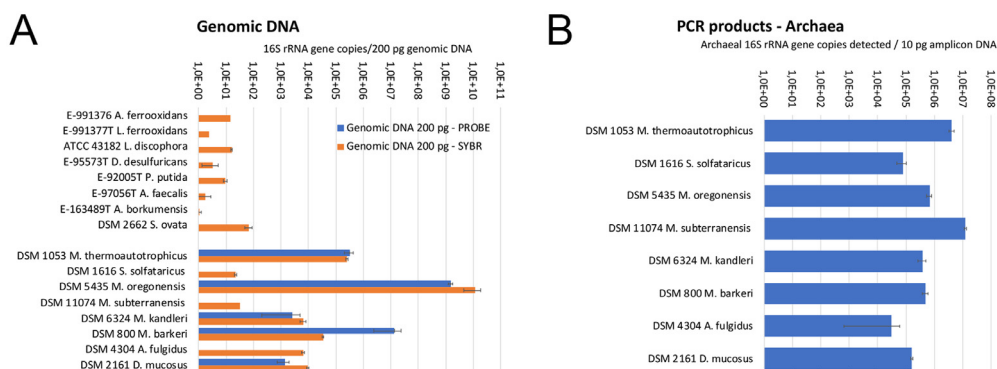 A
Genomic DNA
16S rRNA gene copies/200 pg genomic DNA
1,0E+00
1,0E+01
1,0E+02
1,0E+03
1,0E+04
1,0E+05
1,0E+06
1,0E+07
1,0E+08
1,0E+09
1,0E+10
1,0E+11
E-991376 A. ferrooxidans
E-991377T L. ferrooxidans
ATCC 43182 L. discophora
E-95573T D. desulfuricans
E-92005T P. putida
E-97056T A. faecalis
E-163489T A. borkumensis
DSM 2662 S. ovata
DSM 1053 M. thermoautotrophicus
DSM 1616 S. solfataricus
DSM 5435 M. oregonensis
DSM 11074 M. subterranensis
DSM 6324 M. kandleri
DSM 800 M. barkeri
DSM 4304 A. fulgidus
DSM 2161 D. mucosus
Genomic DNA 200 pg - PROBE
Genomic DNA 200 pg - SYBR
B
PCR products - Archaea
Archaeal 16S rRNA gene copies detected / 10 pg amplicon DNA
1,0E+00
1,0E+01
1,0E+02
1,0E+03
1,0E+04
1,0E+05
1,0E+06
1,0E+07
1,0E+08
DSM 1053 M. thermoautotrophicus
DSM 1616 S. solfataricus
DSM 5435 M. oregonensis
DSM 11074 M. subterranensis
DSM 6324 M. kandleri
DSM 800 M. barkeri
DSM 4304 A. fulgidus
DSM 2161 D. mucosus